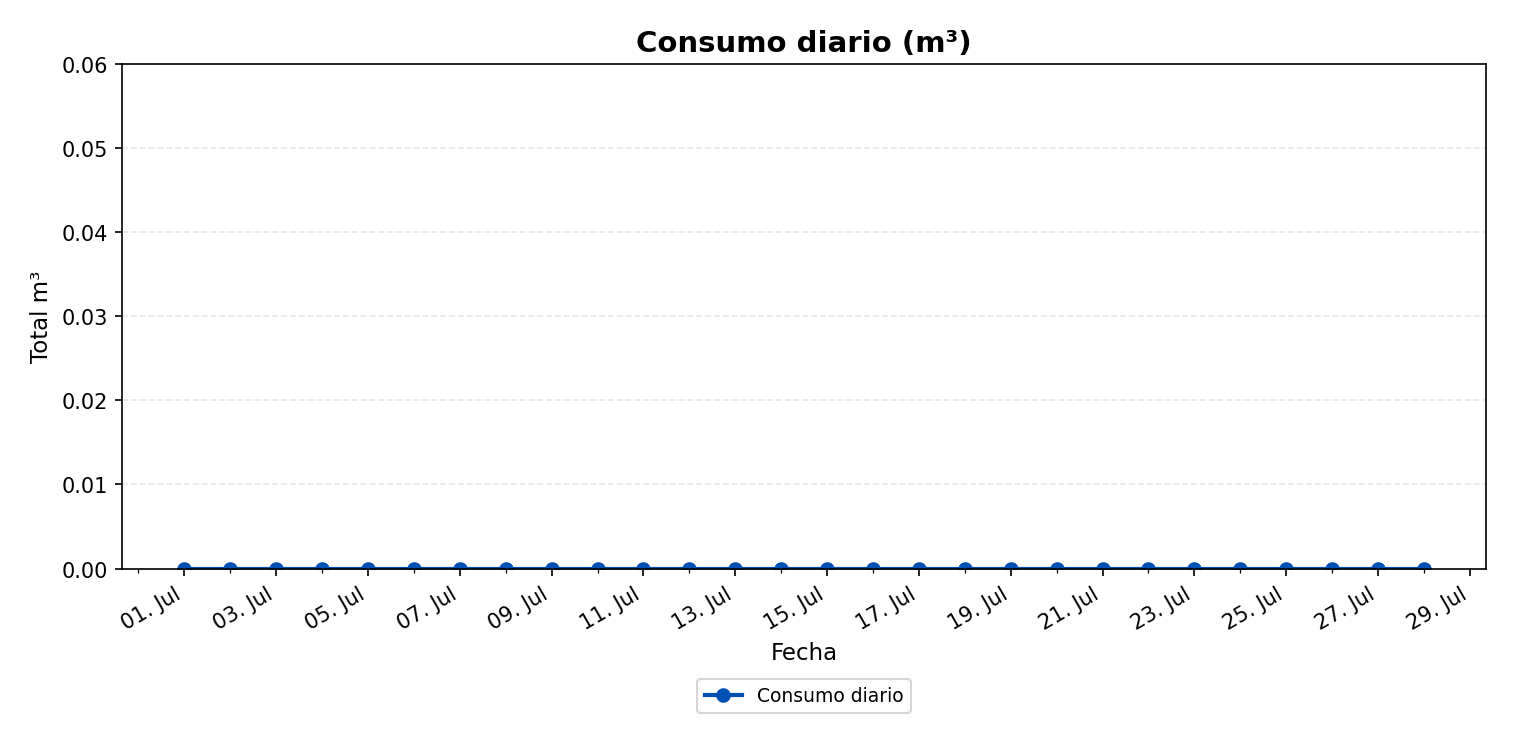 Consumo diario (m³)
0.06
0.05
0.04
0.03
0.02
0.01
0.00
Total m³
01. Jul
03. Jul
05. Jul
07. Jul
09. Jul
11. Jul
13. Jul
15. Jul
17. Jul
19. Jul
21. Jul
23. Jul
25. Jul
27. Jul
29. Jul
Fecha
Consumo diario